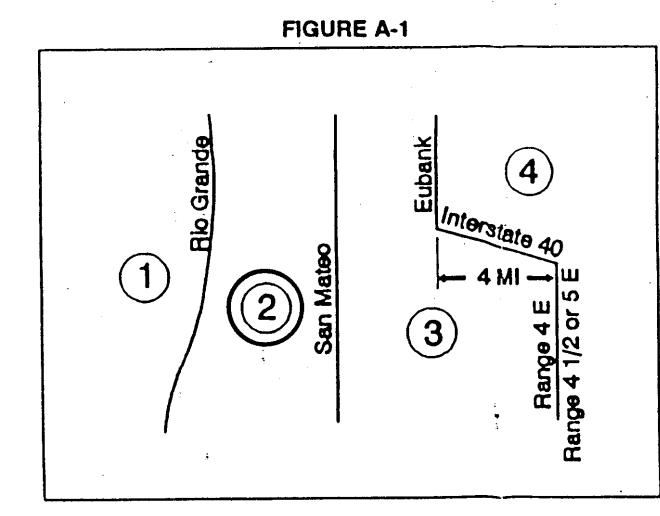 FIGURE A-1
Rio Grande
Eubank
4
Interstate 40
1
2
San Mateo
4 MI
3
Range 4 E
Range 4 1/2 or 5 E